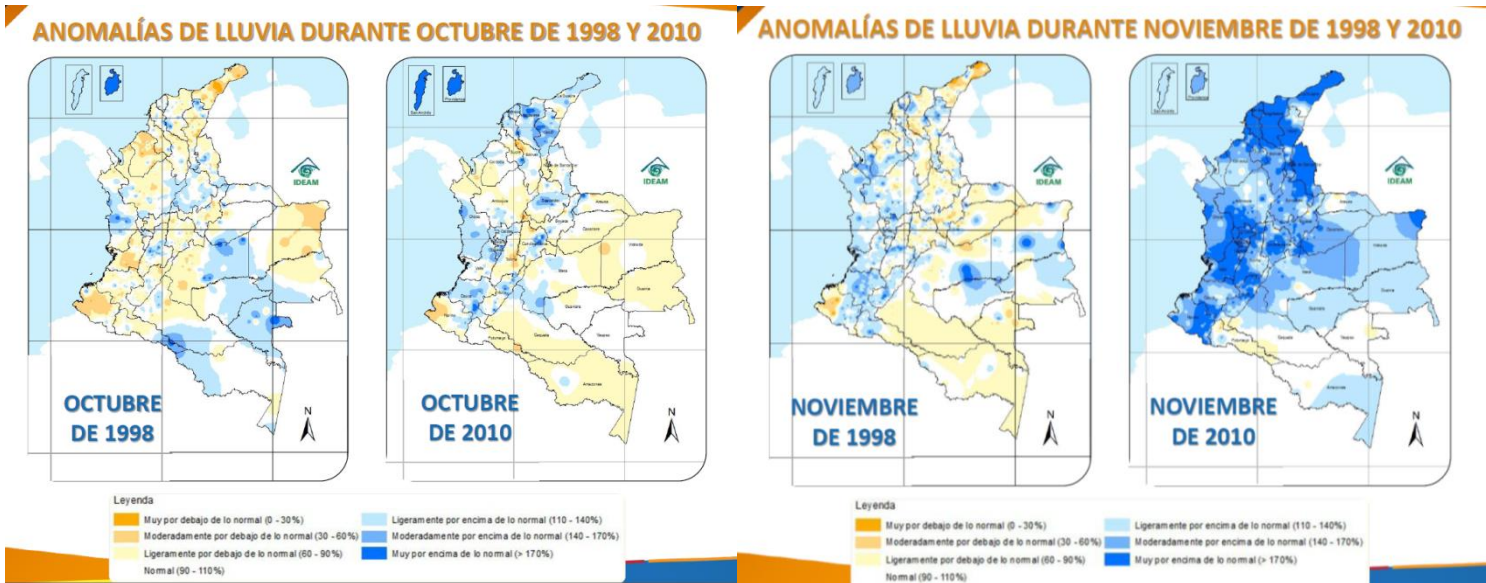 ANOMALÍAS DE LLUVIA DURANTE OCTUBRE DE 1998 Y 2010
IDEAM
OCTUBRE
DE 1998
N
IDEAM
OCTUBRE
DE 2010
N
Leyenda
Muy por debajo de lo normal (0 - 30%)
Moderadamente por debajo de lo normal (30 - 60%)
Ligeramente por debajo de lo normal (60 - 90%)
Normal (90 - 110%)
Ligeramente por encima de lo normal (110 - 140%)
Moderadamente por encima de lo normal (140 - 170%)
Muy por encima de lo normal (> 170%)
ANOMALÍAS DE LLUVIA DURANTE NOVIEMBRE DE 1998 Y 2010
IDEAM
NOVIEMBRE
DE 1998
N
IDEAM
NOVIEMBRE
DE 2010
N
Leyenda
Muy por debajo de lo normal (0 - 30%)
Moderadamente por debajo de lo normal (30 - 60%)
Ligeramente por debajo de lo normal (60 - 90%)
Normal (90 - 110%)
Ligeramente por encima de lo normal (110 - 140%)
Moderadamente por encima de lo normal (140 - 170%)
Muy por encima de lo normal (> 170%)